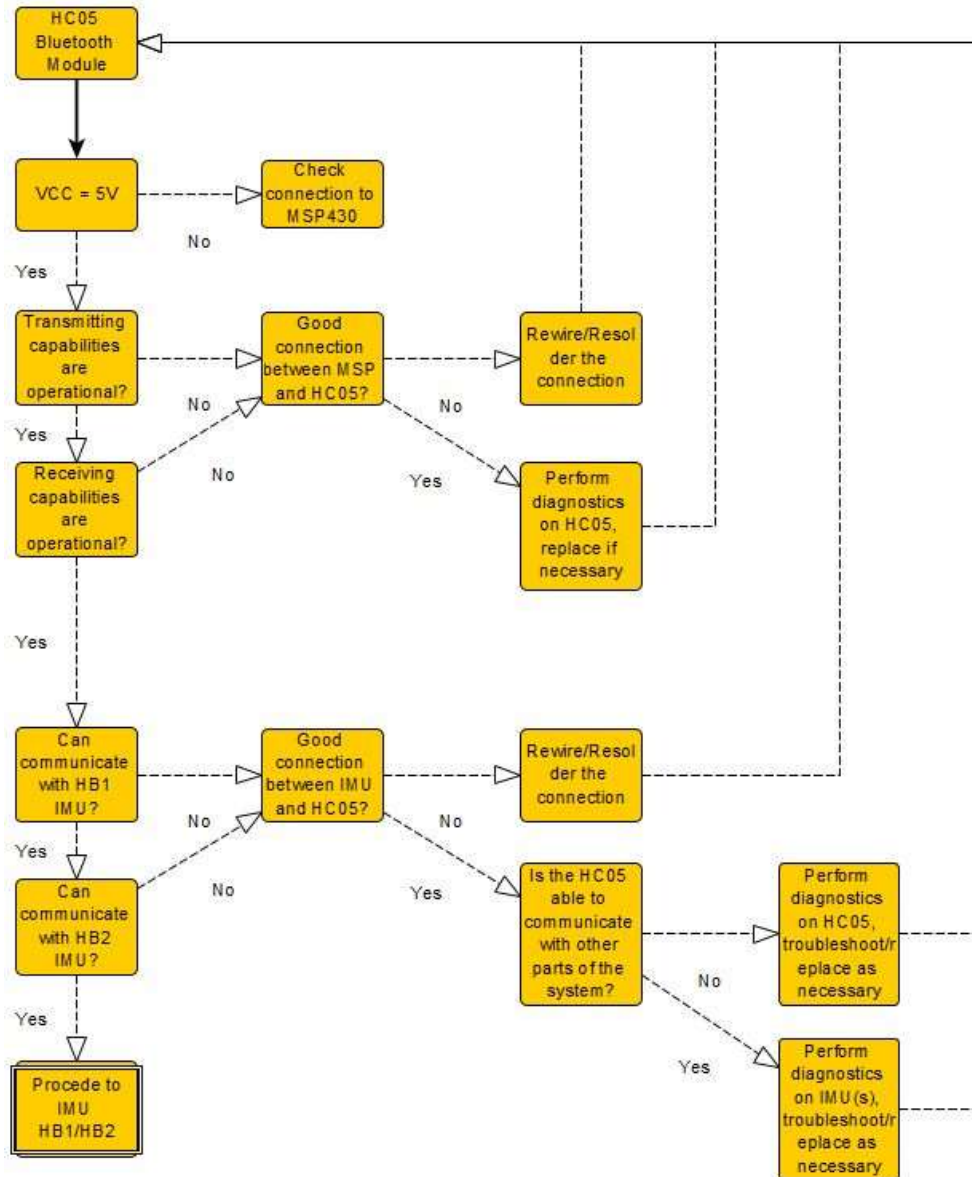 HC05
Bluetooth
Module
VCC = 5V
Check
connection to
MSP430
No
Yes
Transmitting
capabilities
are
operational?
Good
connection
between MSP
and HC05?
Rewire/Resol
der the
connection
No
No
Yes
Receiving
capabilities
are
operational?
No
Yes
Perform
diagnostics
on HC05,
replace if
necessary
Yes
Can
communicate
with HB1
IMU?
Good
connection
between IMU
and HC05?
Rewire/Resol
der the
connection
No
No
Yes
Can
communicate
with HB2
IMU?
No
Yes
Is the HC05
able to
communicate
with other
parts of the
system?
Perform
diagnostics
on HC05,
troubleshoot/r
eplace as
necessary
No
Yes
Yes
Procede to
IMU
HB1/HB2
Perform
diagnostics
on IMU(s),
troubleshoot/r
eplace as
necessary